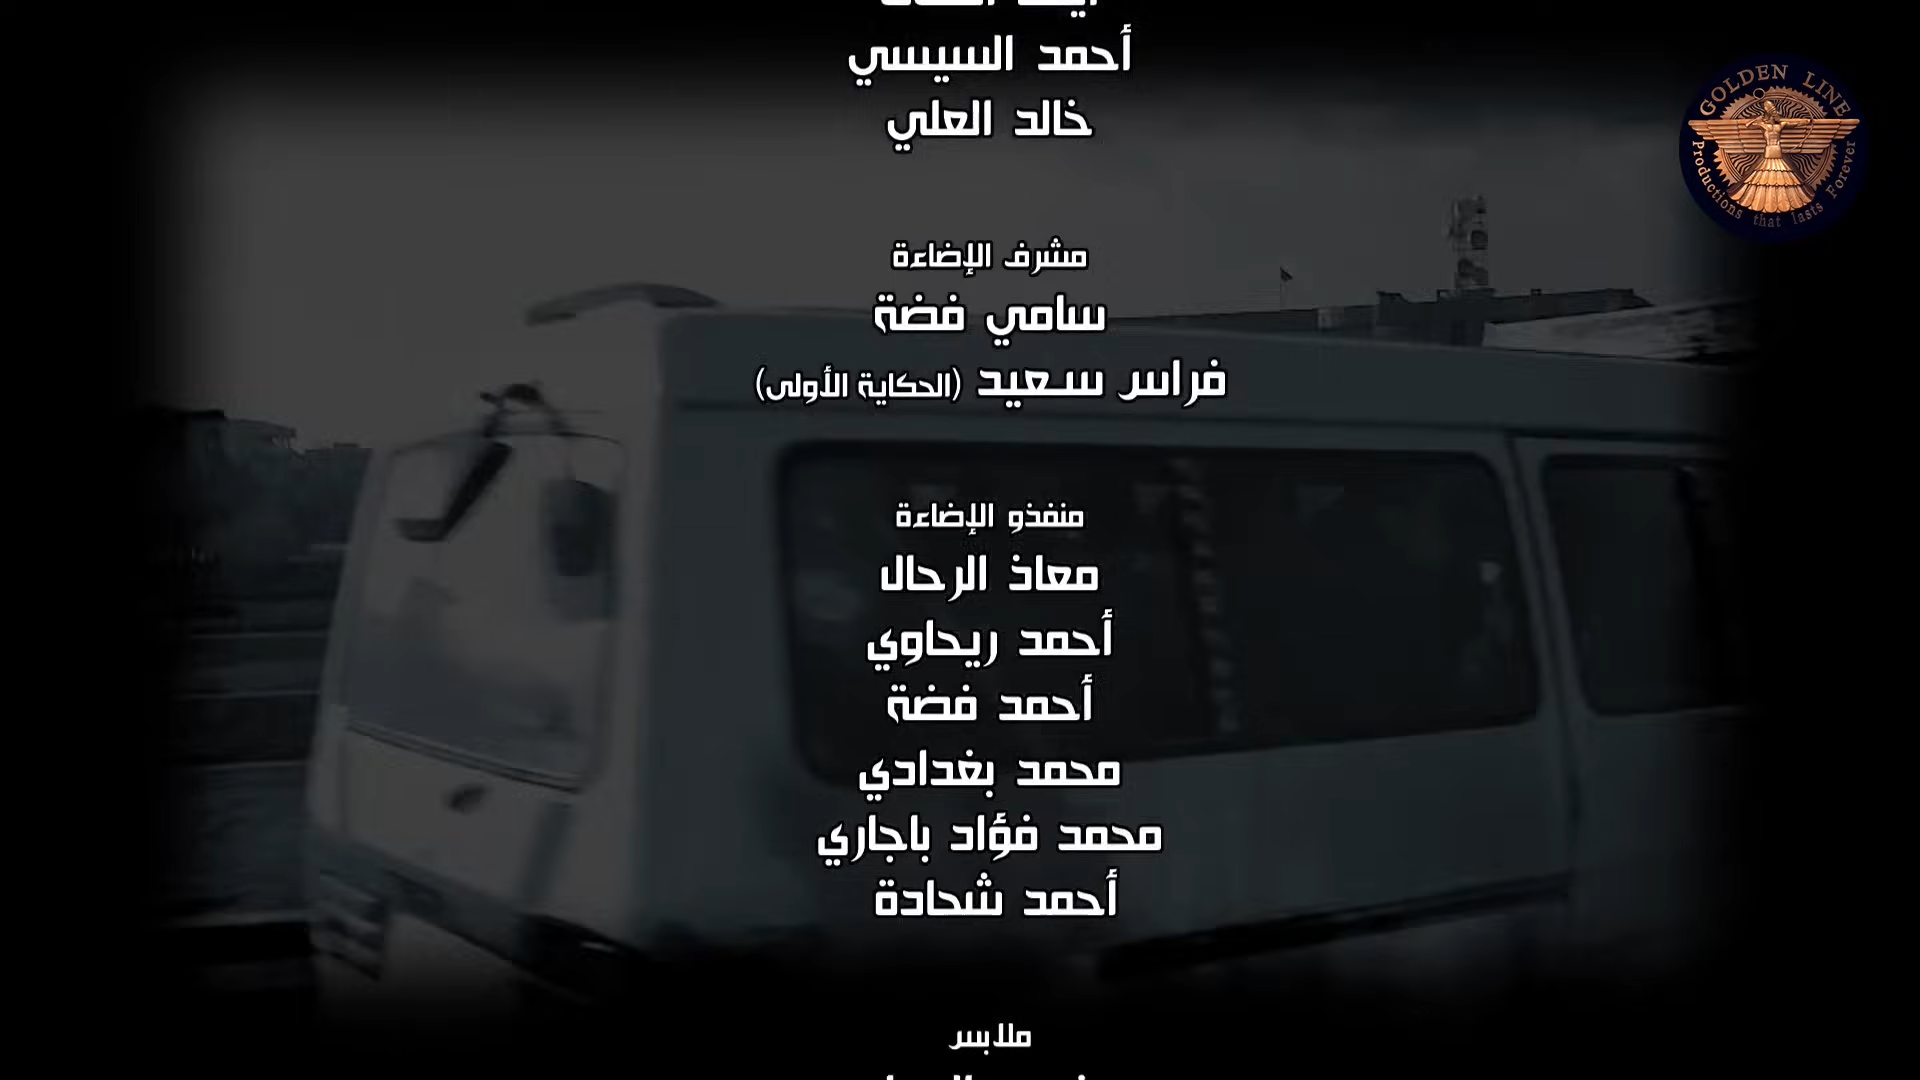 أحمد السيسي
خالد العلي
مشرف الإضاءة
سامي فضة
فراس سعيد (الحكاية الأولى)
منفذو الإضاءة
معاذ الرحال
أحمد ريحاوي
أحمد فضة
محمد بغدادي
محمد فؤاد باجاري
أحمد شحادة
ملابس
GOLDEN LINE
Productions that lasts Forever